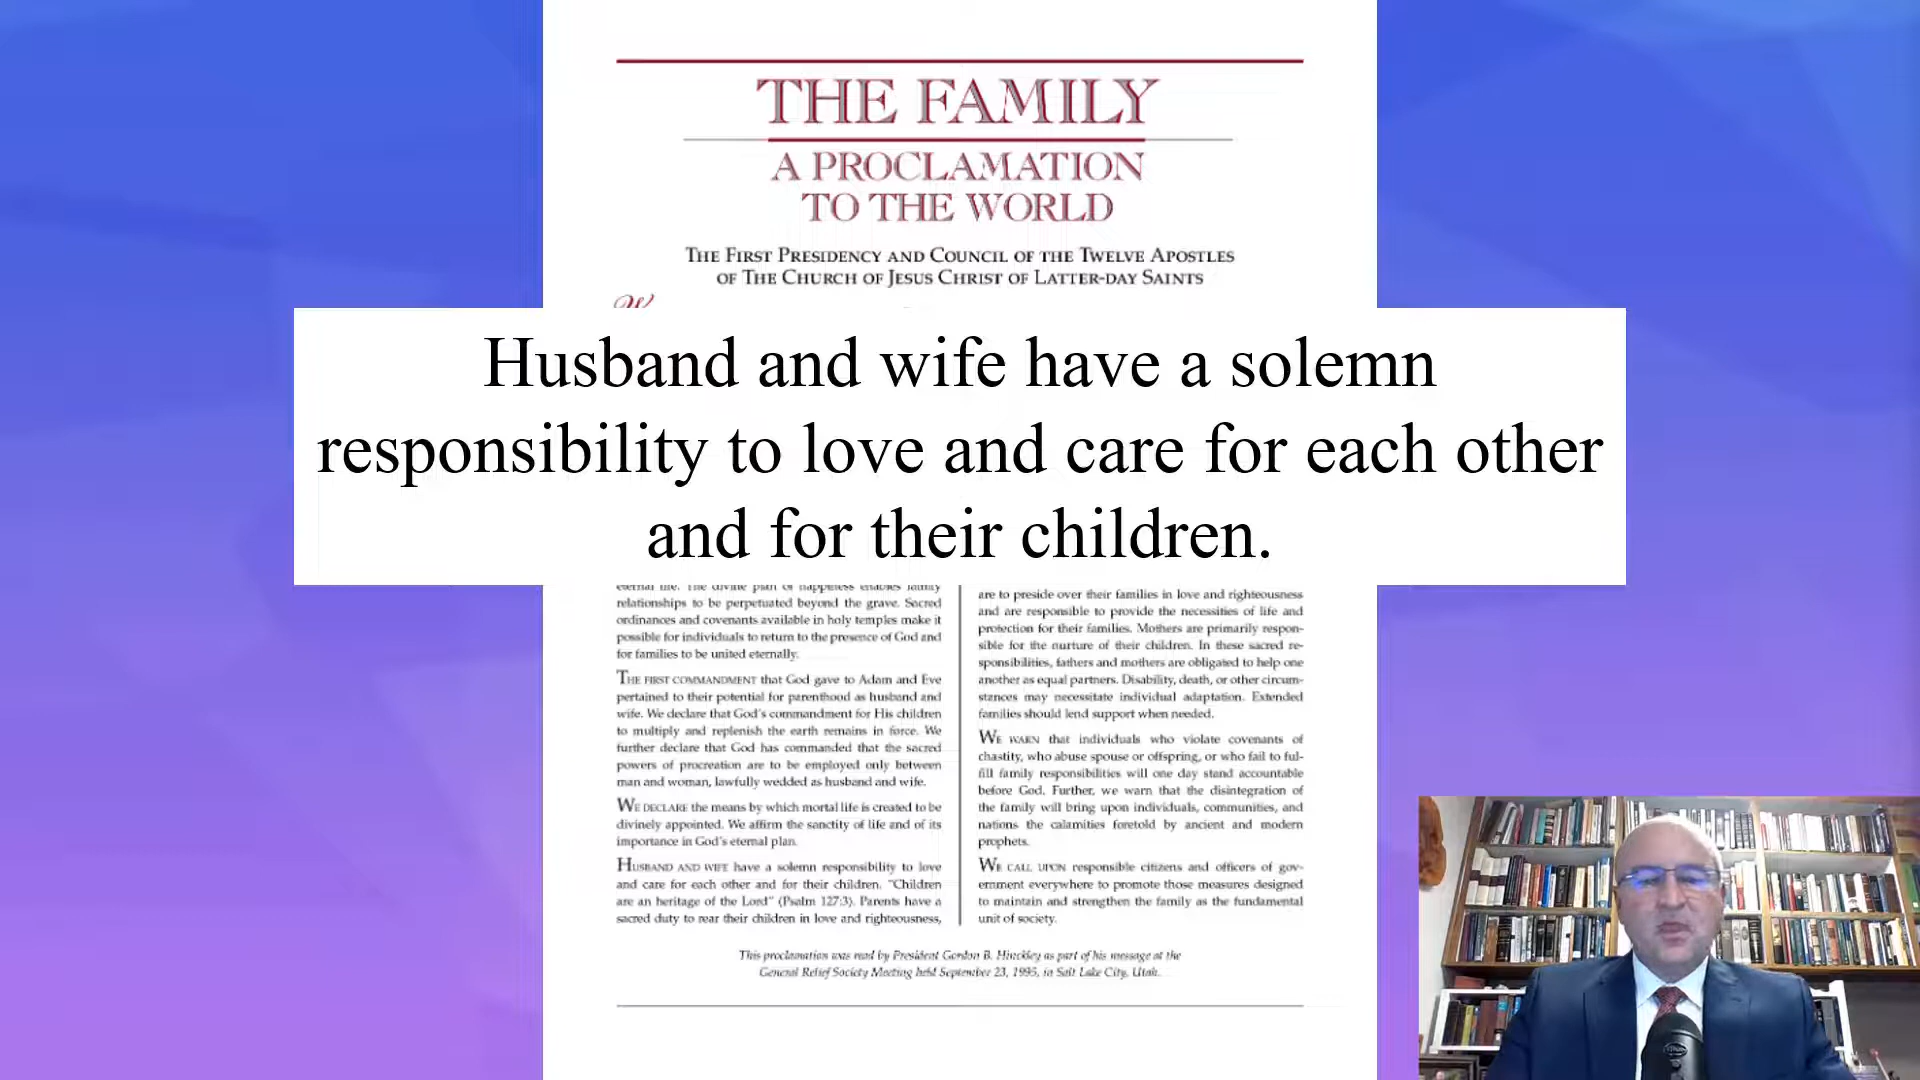 THE FAMILY
A PROCLAMATION
TO THE WORLD
THE FIRST PRESIDENCY AND COUNCIL OF THE TWELVE APOSTLES
OF THE CHURCH OF JESUS CHRIST OF LATTER-DAY SAINTS
Husband and wife have a solemn
responsibility to love and care for each other
and for their children.
eternal life. The divine plan of happiness enables family
relationships to be perpetuated beyond the grave. Sacred
ordinances and covenants available in holy temples make it
possible for individuals to return to the presence of God and
for families to be united eternally.
THE FIRST COMMANDMENT that God gave to Adam and Eve
pertained to their potential for parenthood as husband and
wife. We declare that God's commandment for His children
to multiply and replenish the earth remains in force. We
further declare that God has commanded that the sacred
powers of procreation are to be employed only between
man and woman, lawfully wedded as husband and wife.
WE DECLARE the means by which mortal life is created to be
divinely appointed. We affirm the sanctity of life and of its
importance in God's eternal plan.
HUSBAND AND WIFE have a solemn responsibility to love
and care for each other and for their children. "Children
are an heritage of the Lord" (Psalm 127:3). Parents have a
sacred duty to rear their children in love and righteousness,
are to preside over their families in love and righteousness
and are responsible to provide the necessities of life and
protection for their families. Mothers are primarily respon-
sible for the nurture of their children. In these sacred re-
sponsibilities, fathers and mothers are obligated to help one
another as equal partners. Disability, death, or other circum-
stances may necessitate individual adaptation. Extended
families should lend support when needed.
WE WARN that individuals who violate covenants of
chastity, who abuse spouse or offspring, or who fail to ful-
fill family responsibilities will one day stand accountable
before God. Further, we warn that the disintegration of
the family will bring upon individuals, communities, and
nations the calamities foretold by ancient and modern
prophets.
WE CALL UPON responsible citizens and officers of gov-
ernment everywhere to promote those measures designed
to maintain and strengthen the family as the fundamental
unit of society.
This proclamation was read by President Gordon B. Hinckley as part of his message at the
General Relief Society Meeting held September 23, 1995, in Salt Lake City, Utah.